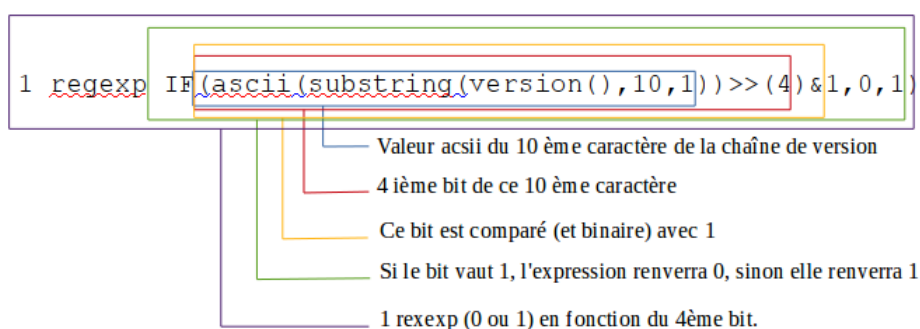 1 regexp IF(ascii(substring(version(),10,1))>>(4)&1,0,1)
Valeur acsii du 10 ème caractère de la chaîne de version
4 ième bit de ce 10 ème caractère
Ce bit est comparé (et binaire) avec 1
Si le bit vaut 1, l'expression renverra 0, sinon elle renverra 1
1 rexexp (0 ou 1) en fonction du 4ème bit.